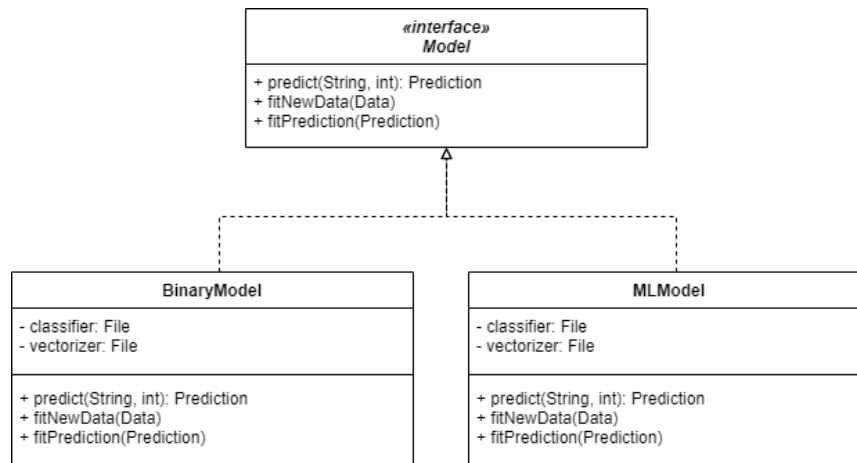 «interface»
Model
+ predict(String, int): Prediction
+ fitNewData(Data)
+ fitPrediction(Prediction)
BinaryModel
- classifier: File
- vectorizer: File
+ predict(String, int): Prediction
+ fitNewData(Data)
+ fitPrediction(Prediction)
MLModel
- classifier: File
- vectorizer: File
+ predict(String, int): Prediction
+ fitNewData(Data)
+ fitPrediction(Prediction)